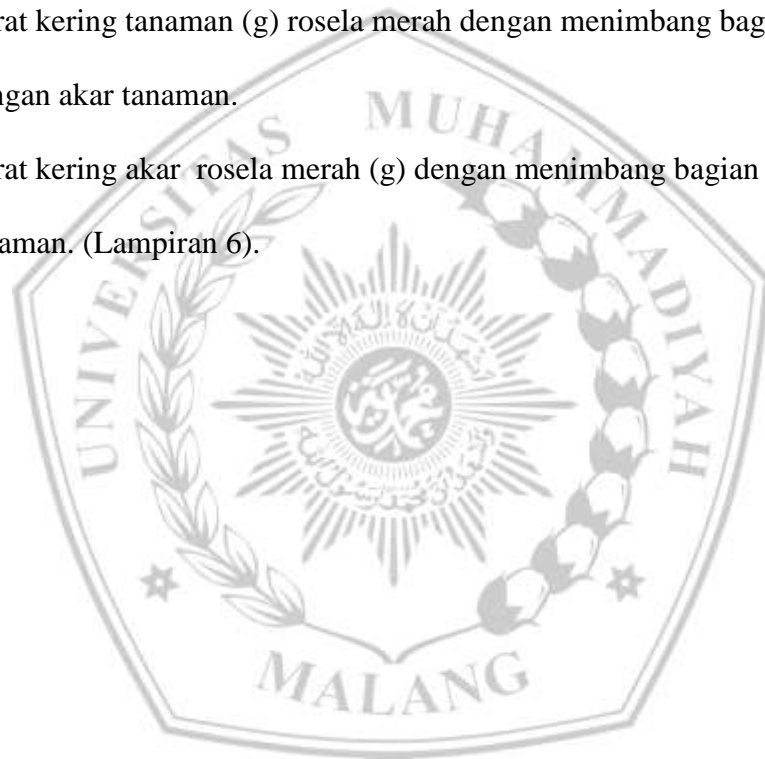 rat kering tanaman (g) rosela merah dengan menimbang bag
ngan akar tanaman.
rat kering akar rosela merah (g) dengan menimbang bagian
aman. (Lampiran 6).
UNIVERSITAS MUHAMMADIYAH
MALANG